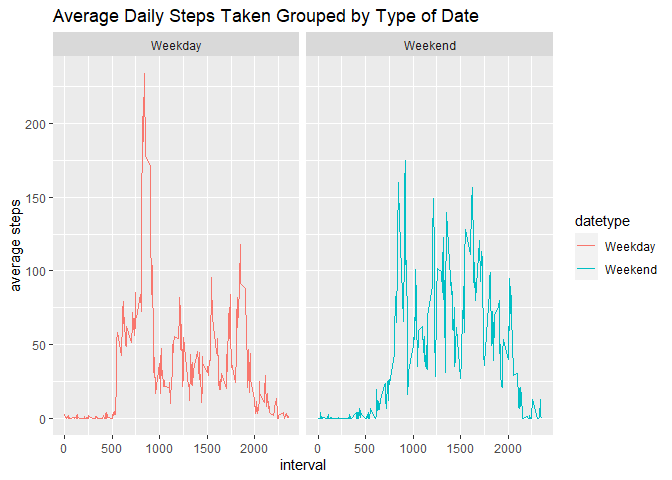 Average Daily Steps Taken Grouped by Type of Date
Weekday Weekend
average steps
200
150
100
50
0
0 500 1000 1500 2000 0 500 1000 1500 2000
interval
datetype
Weekday
Weekend